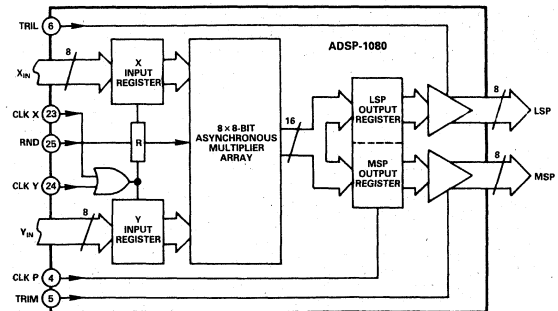 TRIL 6
ADSP-1080
XIN
8
X
INPUT
REGISTER
CLK X 23
RND 25
R
CLK Y 24
8 × 8-BIT
ASYNCHRONOUS
MULTIPLIER
ARRAY
16
LSP
OUTPUT
REGISTER
8
LSP
MSP
OUTPUT
REGISTER
8
MSP
YIN
8
Y
INPUT
REGISTER
CLK P 4
TRIM 5